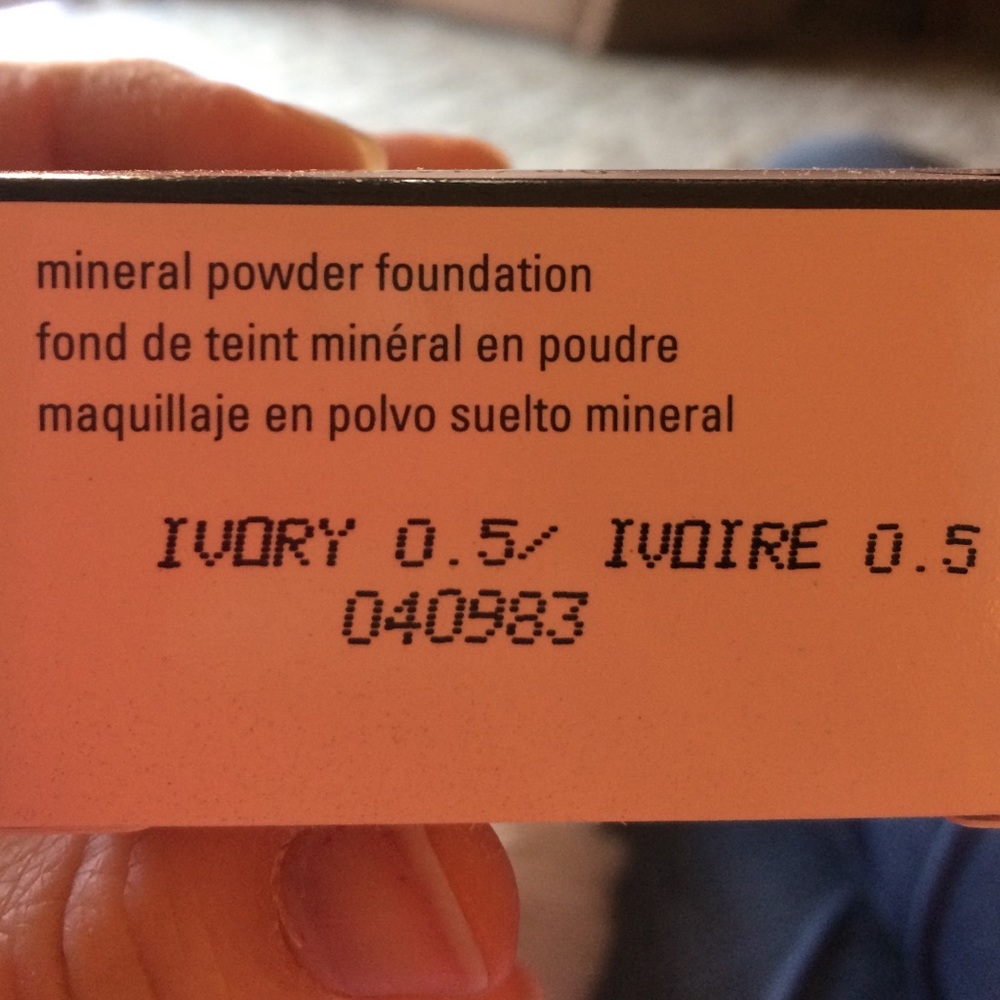 mineral powder foundation
fond de teint minéral en poudre
maquillaje en polvo suelto mineral
IVORY 0.5/ IVOIRE 0.5
040983